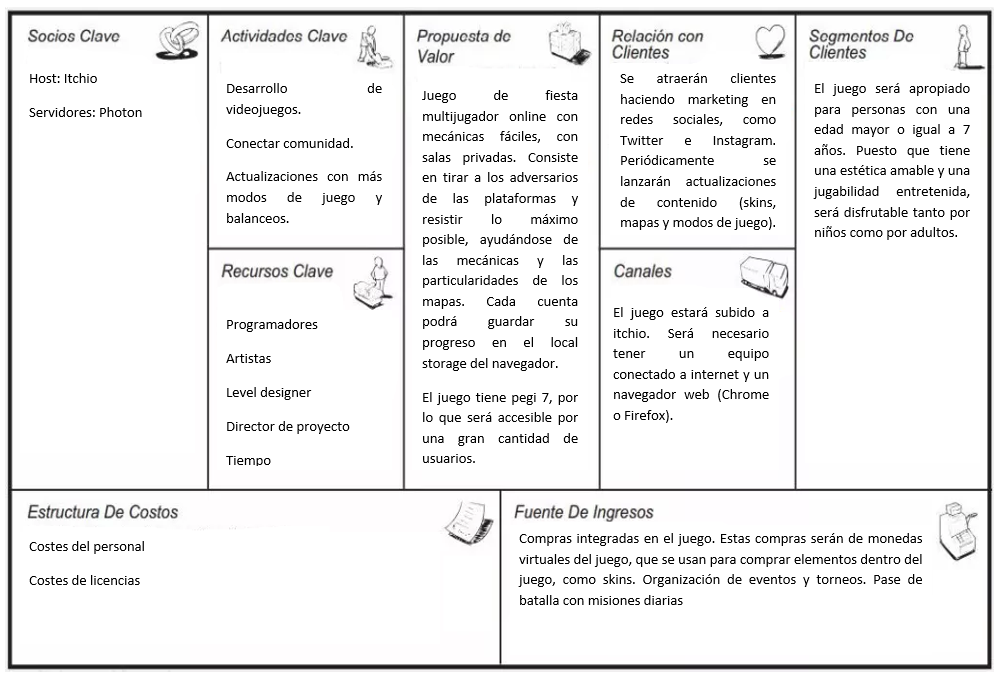 Socios Clave
Host: Itchio
Servidores: Photon
Actividades Clave
Desarrollo de
videojuegos.
Conectar comunidad.
Actualizaciones con más
modos de juego y
balanceos.
Recursos Clave
Programadores
Artistas
Level designer
Director de proyecto
Tiempo
Propuesta de
Valor
Juego de fiesta
multijugador online con
mecánicas fáciles, con
salas privadas. Consiste
en tirar a los adversarios
de las plataformas y
resistir lo máximo
posible, ayudándose de
las mecánicas y las
particularidades de los
mapas. Cada cuenta
podrá guardar su
progreso en el local
storage del navegador.
El juego tiene pegi 7, por
lo que será accesible por
una gran cantidad de
usuarios.
Relación con
Clientes
Se atraerán clientes
haciendo marketing en
redes sociales, como
Twitter e Instagram.
Periódicamente se
lanzarán actualizaciones
de contenido (skins,
mapas y modos de juego).
Canales
El juego estará subido a
itchio. Será necesario
tener un equipo
conectado a internet y un
navegador web (Chrome
o Firefox).
Segmentos De
Clientes
El juego será apropiado
para personas con una
edad mayor o igual a 7
años. Puesto que tiene
una estética amable y una
jugabilidad entretenida,
será disfrutable tanto por
niños como por adultos.
Estructura De Costos
Costes del personal
Costes de licencias
Fuente De Ingresos
Compras integradas en el juego. Estas compras serán de monedas
virtuales del juego, que se usan para comprar elementos dentro del
juego, como skins. Organización de eventos y torneos. Pase de
batalla con misiones diarias